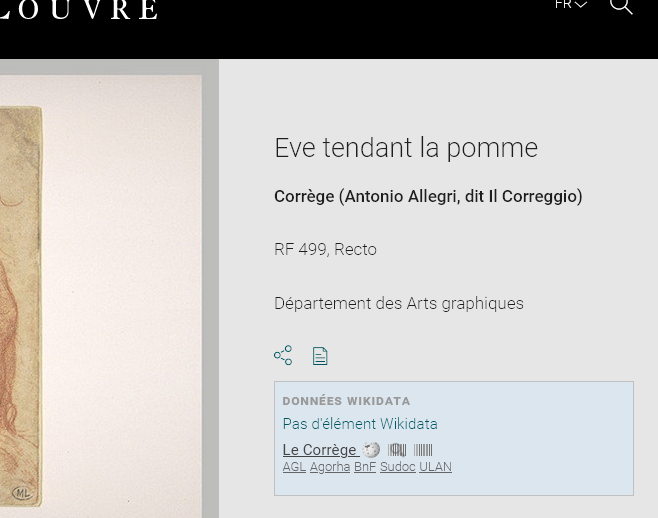 LOUVRE
FR
Eve tendant la pomme
Corrège (Antonio Allegri, dit Il Correggio)
RF 499, Recto
Département des Arts graphiques
DONNÉES WIKIDATA
Pas d'élément Wikidata
Le Corrège
AGL Agorha BnF Sudoc ULAN
ML